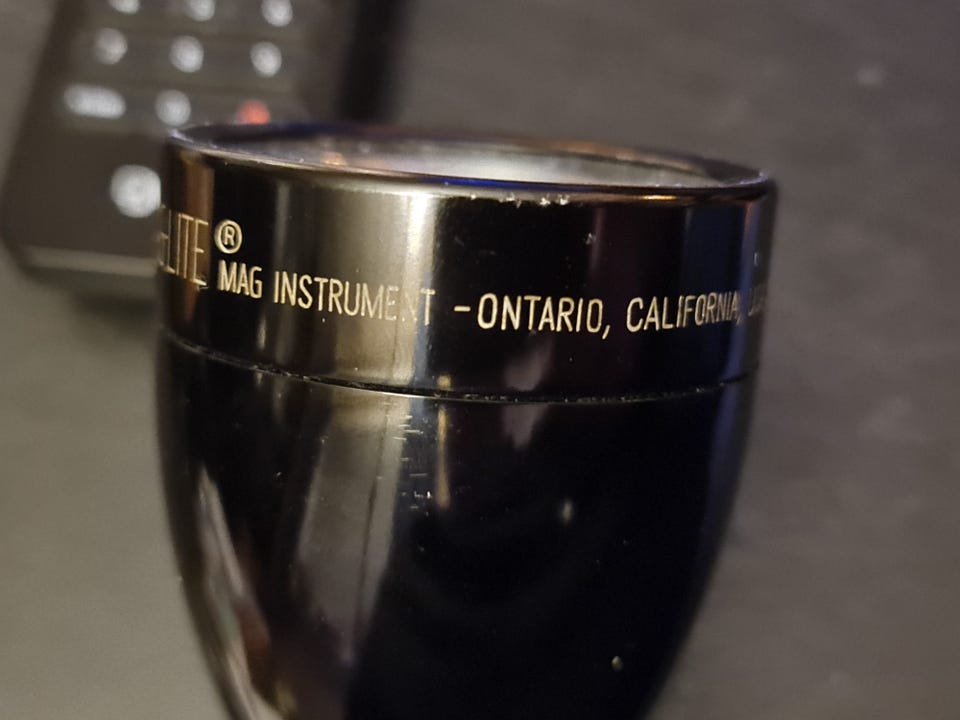 LITE®
MAG INSTRUMENT - ONTARIO, CALIFORNIA,